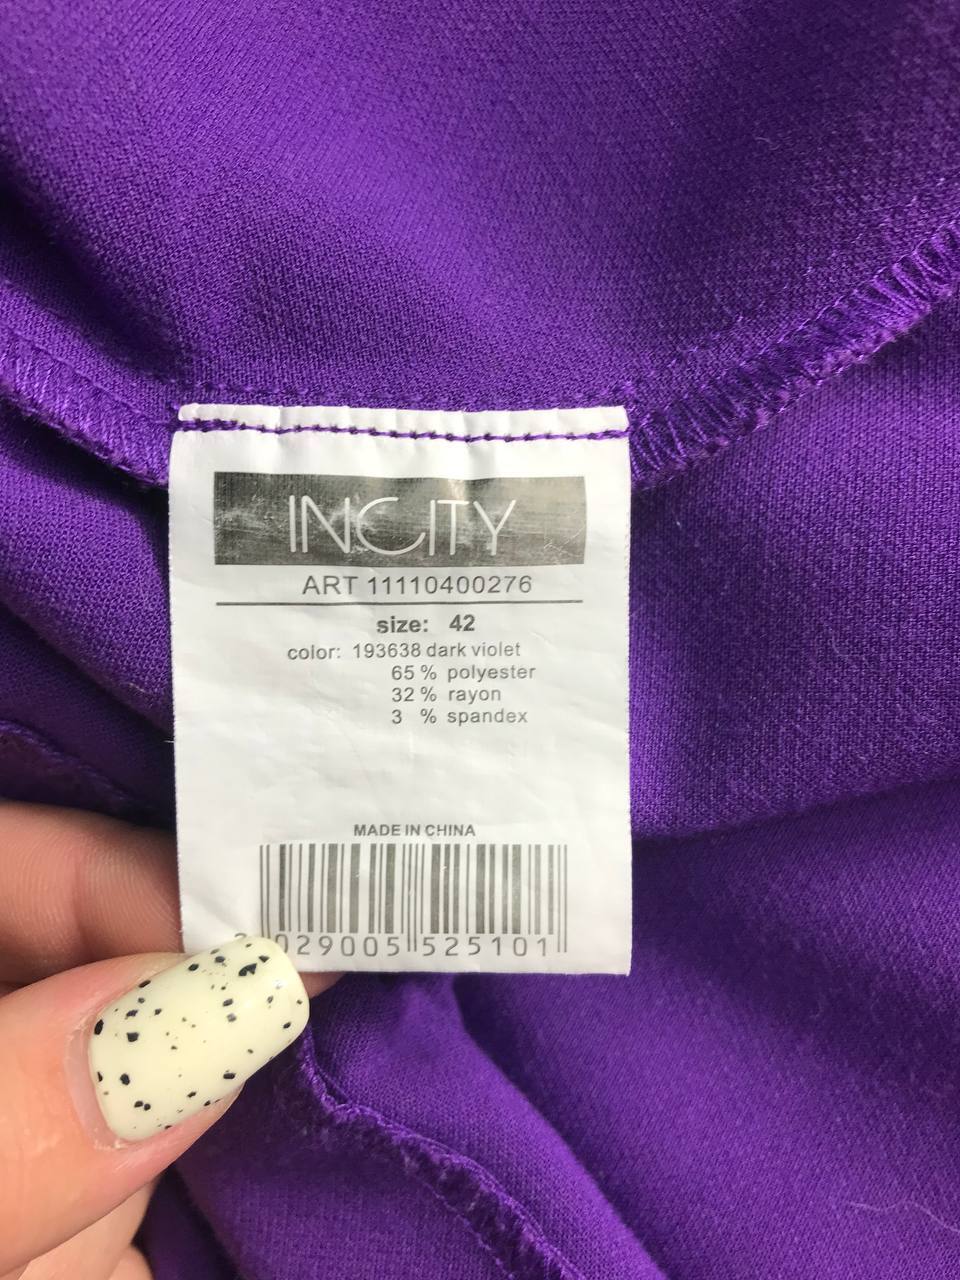 INCITY
ART 11110400276
size: 42
color: 193638 dark violet
65 % polyester
32 % rayon
3 % spandex
MADE IN CHINA
029005 525101